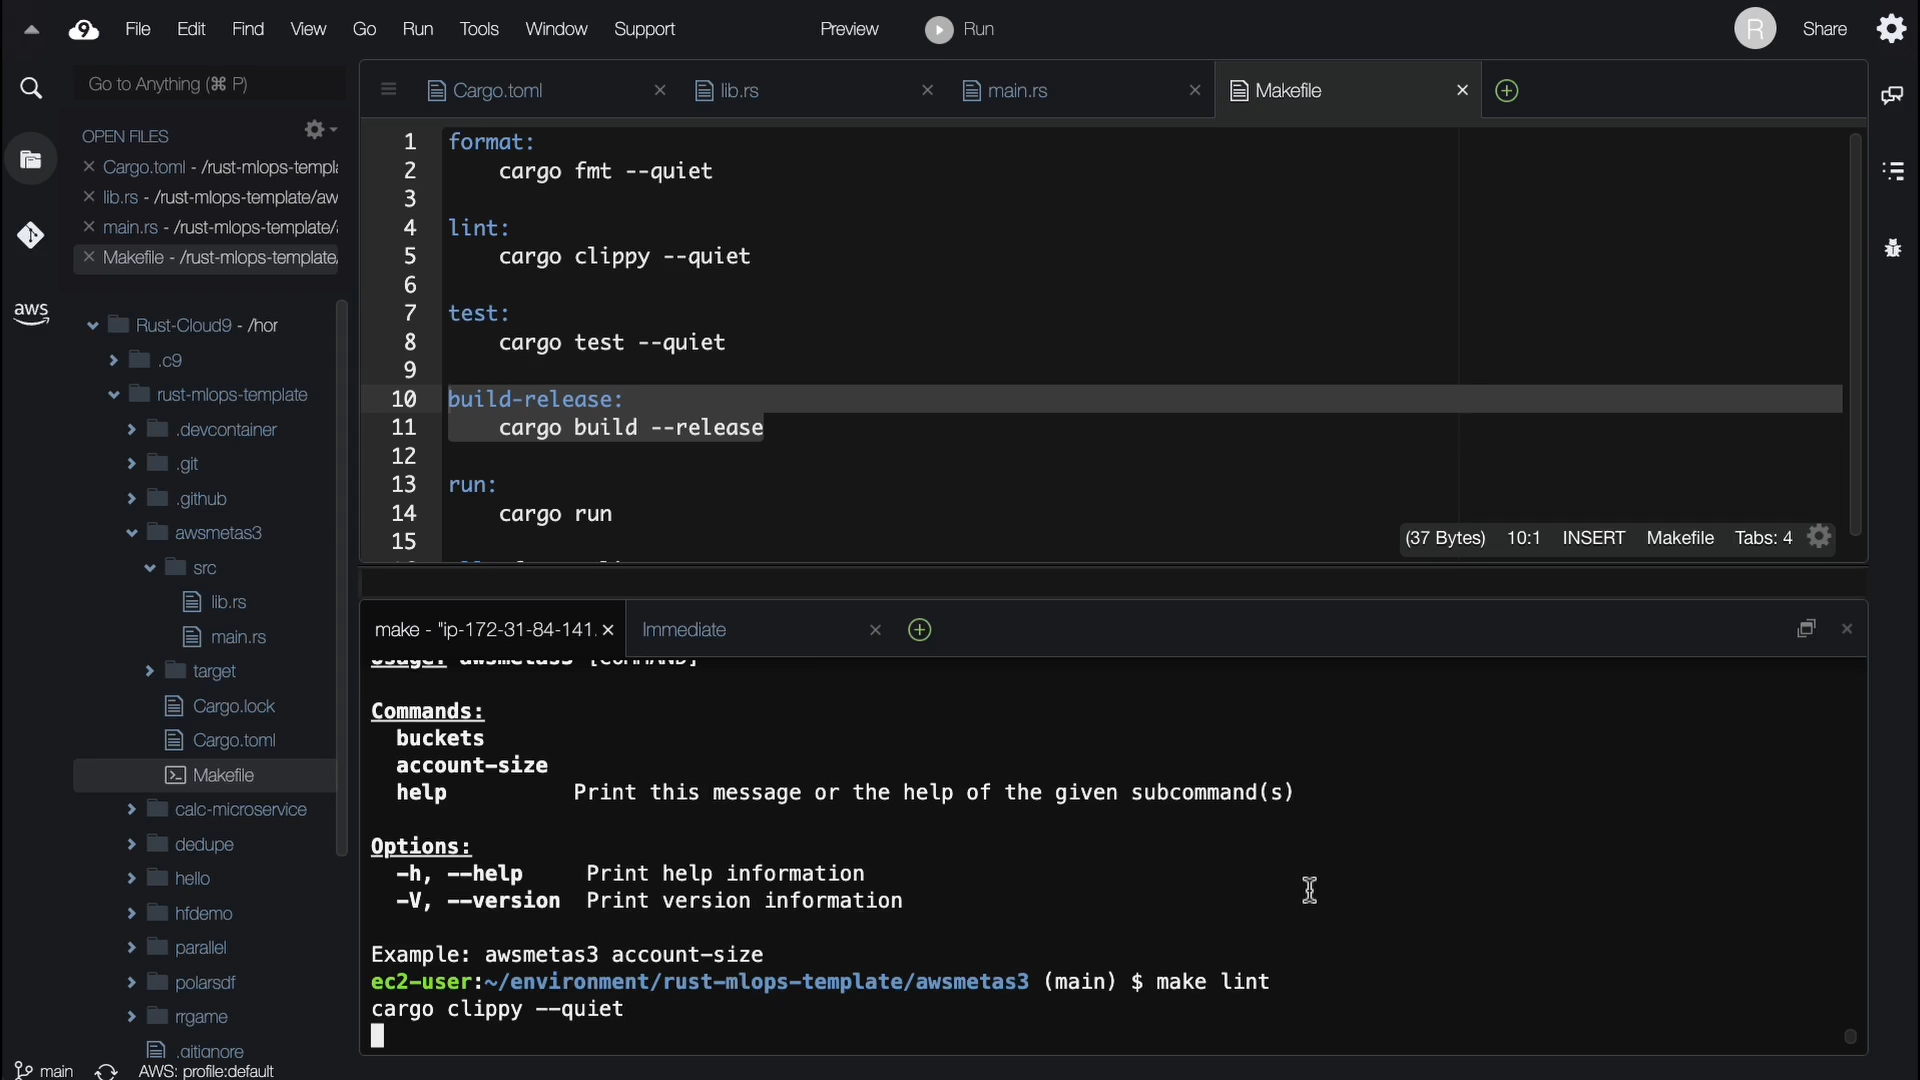 File Edit Find View Go Run Tools Window Support Preview Run R Share
Go to Anything (⌘ P)
Cargo.toml lib.rs main.rs Makefile
OPEN FILES
Cargo.toml - /rust-mlops-templ
lib.rs - /rust-mlops-template/aw
main.rs - /rust-mlops-template/
Makefile - /rust-mlops-template/
aws
Rust-Cloud9 - /hor
.c9
rust-mlops-template
.devcontainer
.git
.github
awsmetas3
src
lib.rs
main.rs
target
Cargo.lock
Cargo.toml
Makefile
calc-microservice
dedupe
hello
hfdemo
parallel
polarsdf
rrgame
.gitignore
main AWS: profile:default
1 format:
2 cargo fmt --quiet
3
4 lint:
5 cargo clippy --quiet
6
7 test:
8 cargo test --quiet
9
10 build-release:
11 cargo build --release
12
13 run:
14 cargo run
15
(37 Bytes) 10:1 INSERT Makefile Tabs: 4
make - "ip-172-31-84-141. Immediate
Usage: awsmetas3 [COMMAND]
Commands:
buckets
account-size
help Print this message or the help of the given subcommand(s)
Options:
-h, --help Print help information
-V, --version Print version information
Example: awsmetas3 account-size
ec2-user:~/environment/rust-mlops-template/awsmetas3 (main) $ make lint
cargo clippy --quiet